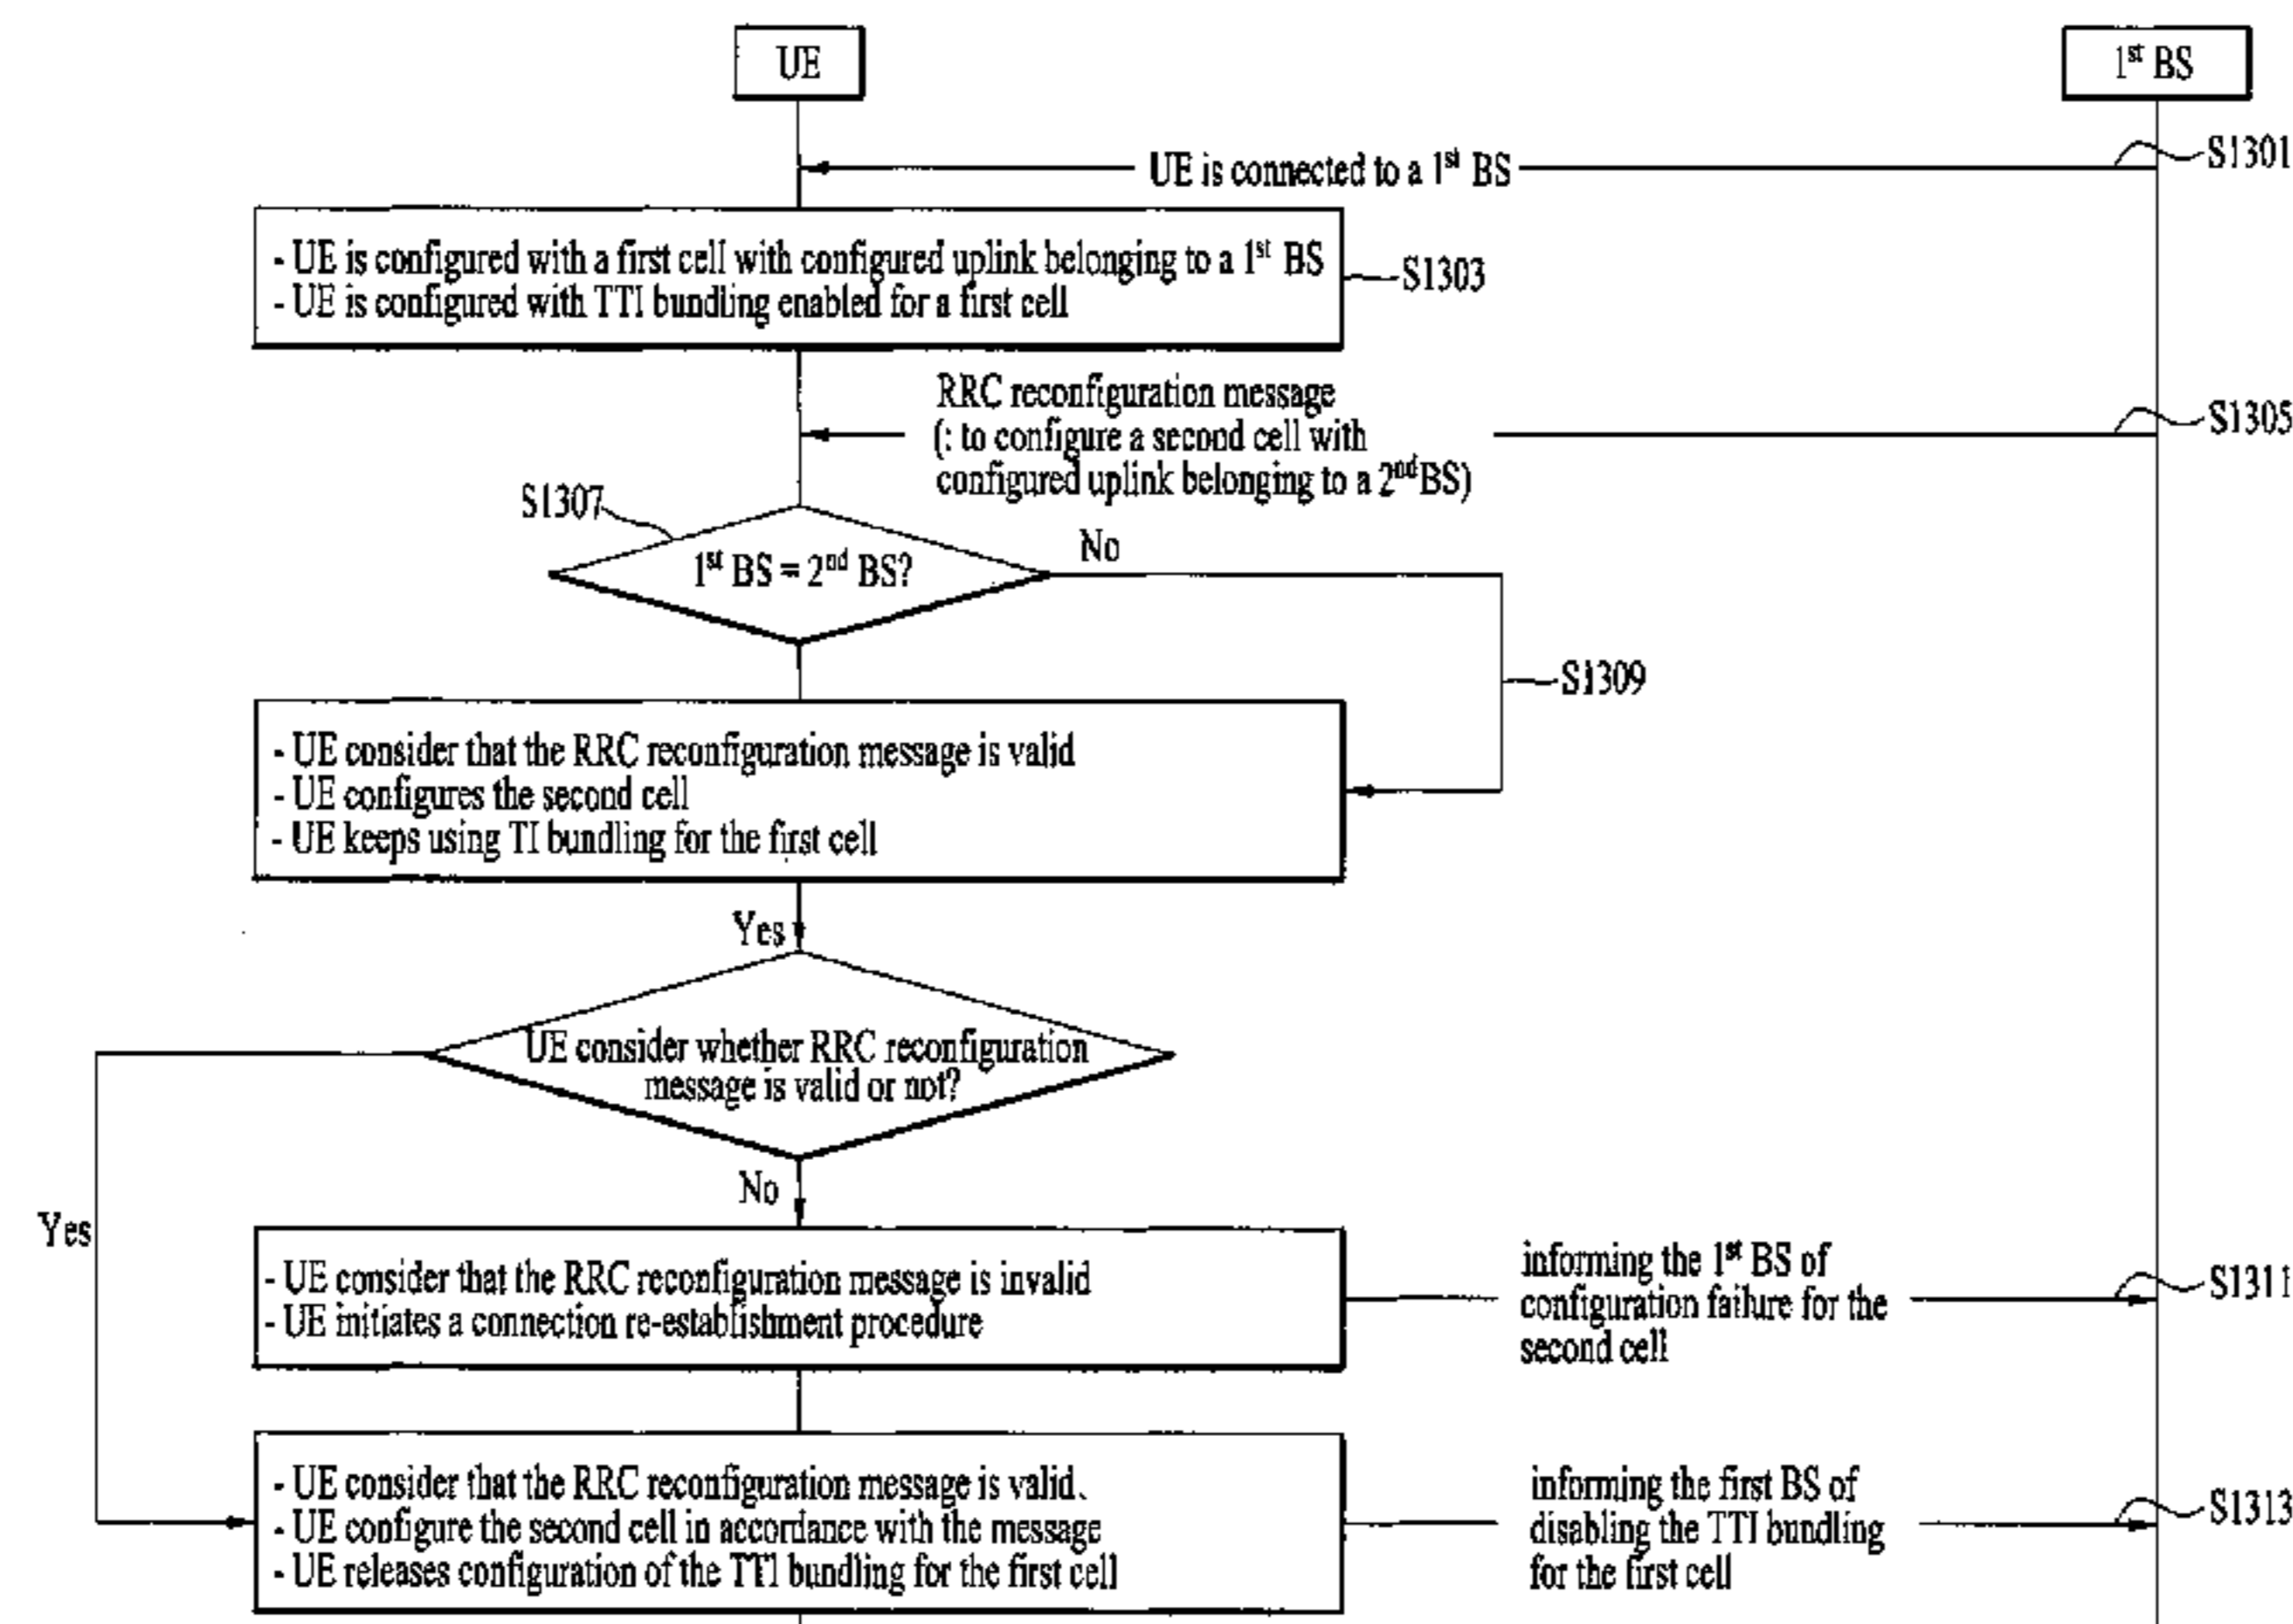 UE
1st BS
UE is connected to a 1st BS
S1301
- UE is configured with a first cell with configured uplink belonging to a 1st BS
- UE is configured with TTI bundling enabled for a first cell
S1303
RRC reconfiguration message
(: to configure a second cell with
configured uplink belonging to a 2nd BS)
S1305
S1307
1st BS = 2nd BS?
No
S1309
- UE consider that the RRC reconfiguration message is valid
- UE configures the second cell
- UE keeps using TI bundling for the first cell
Yes
UE consider whether RRC reconfiguration
message is valid or not?
No
Yes
- UE consider that the RRC reconfiguration message is invalid
- UE initiates a connection re-establishment procedure
informing the 1st BS of
configuration failure for the
second cell
S1311
- UE consider that the RRC reconfiguration message is valid.
- UE configure the second cell in accordance with the message
- UE releases configuration of the TTI bundling for the first cell
informing the first BS of
disabling the TTI bundling
for the first cell
S1313